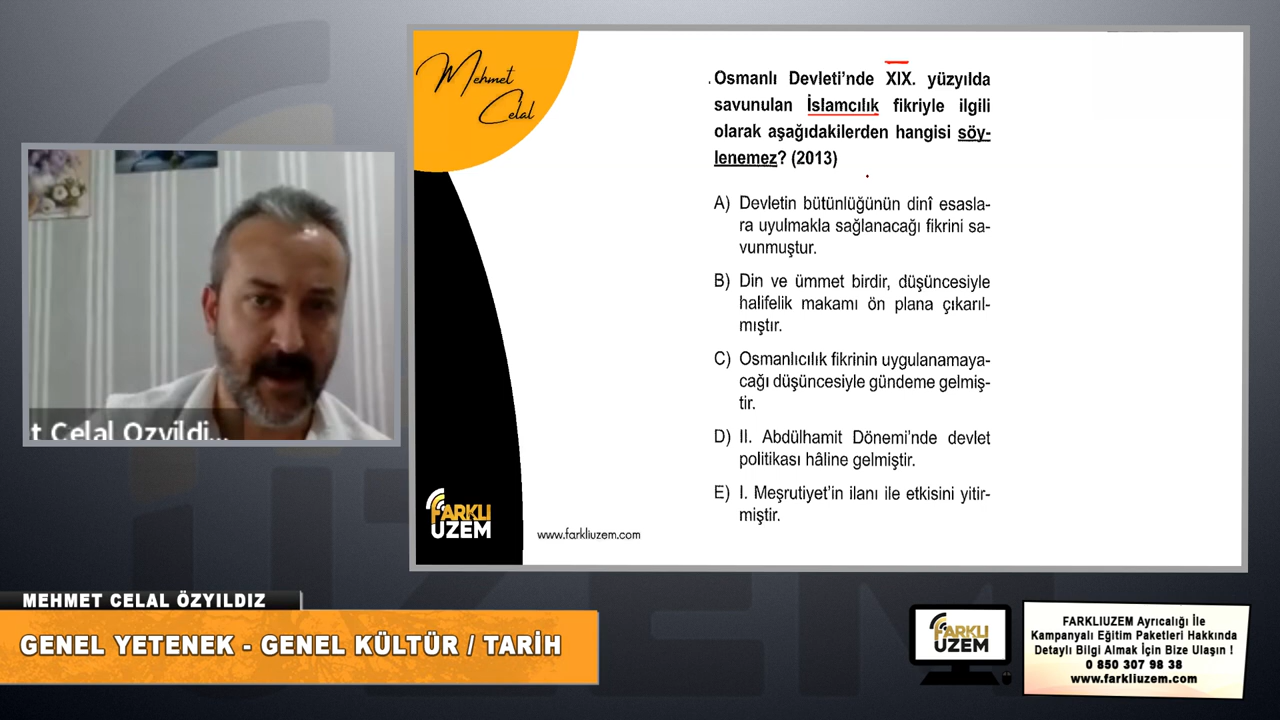 Mehmet
Celal
.Osmanlı Devleti'nde XIX. yüzyılda
savunulan İslamcılık fikriyle ilgili
olarak aşağıdakilerden hangisi söy-
lenemez? (2013)
A) Devletin bütünlüğünün dinî esasla-
ra uyulmakla sağlanacağı fikrini sa-
vunmuştur.
B) Din ve ümmet birdir, düşüncesiyle
halifelik makamı ön plana çıkarıl-
mıştır.
C) Osmanlıcılık fikrinin uygulanamaya-
cağı düşüncesiyle gündeme gelmiş-
tir.
D) II. Abdülhamit Dönemi'nde devlet
politikası hâline gelmiştir.
E) I. Meşrutiyet'in ilanı ile etkisini yitir-
miştir.
t Celal Ozyildi...
FARKLI
UZEM
www.farkliuzem.com
MEHMET CELAL ÖZYILDIZ
GENEL YETENEK - GENEL KÜLTÜR / TARİH
FARKLI
UZEM
FARKLIUZEM Ayrıcalığı İle
Kampanyalı Eğitim Paketleri Hakkında
Detaylı Bilgi Almak İçin Bize Ulaşın !
0 850 307 98 38
www.farkliuzem.com
ÜZEM